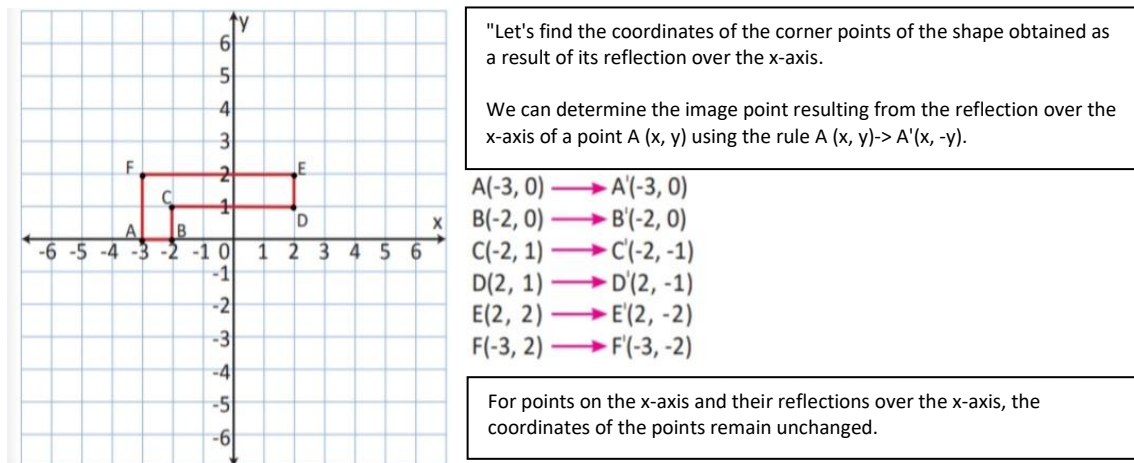 y
6
5
4
3
F 2 E
C 1 D
A B x
-6 -5 -4 -3 -2 -1 0 1 2 3 4 5 6
-1
-2
-3
-4
-5
-6
"Let's find the coordinates of the corner points of the shape obtained as
a result of its reflection over the x-axis.
We can determine the image point resulting from the reflection over the
x-axis of a point A (x, y) using the rule A (x, y)-> A'(x, -y).
A(-3, 0) → A'(-3, 0)
B(-2, 0) → B'(-2, 0)
C(-2, 1) → C'(-2, -1)
D(2, 1) → D'(2, -1)
E(2, 2) → E'(2, -2)
F(-3, 2) → F'(-3, -2)
For points on the x-axis and their reflections over the x-axis, the
coordinates of the points remain unchanged.